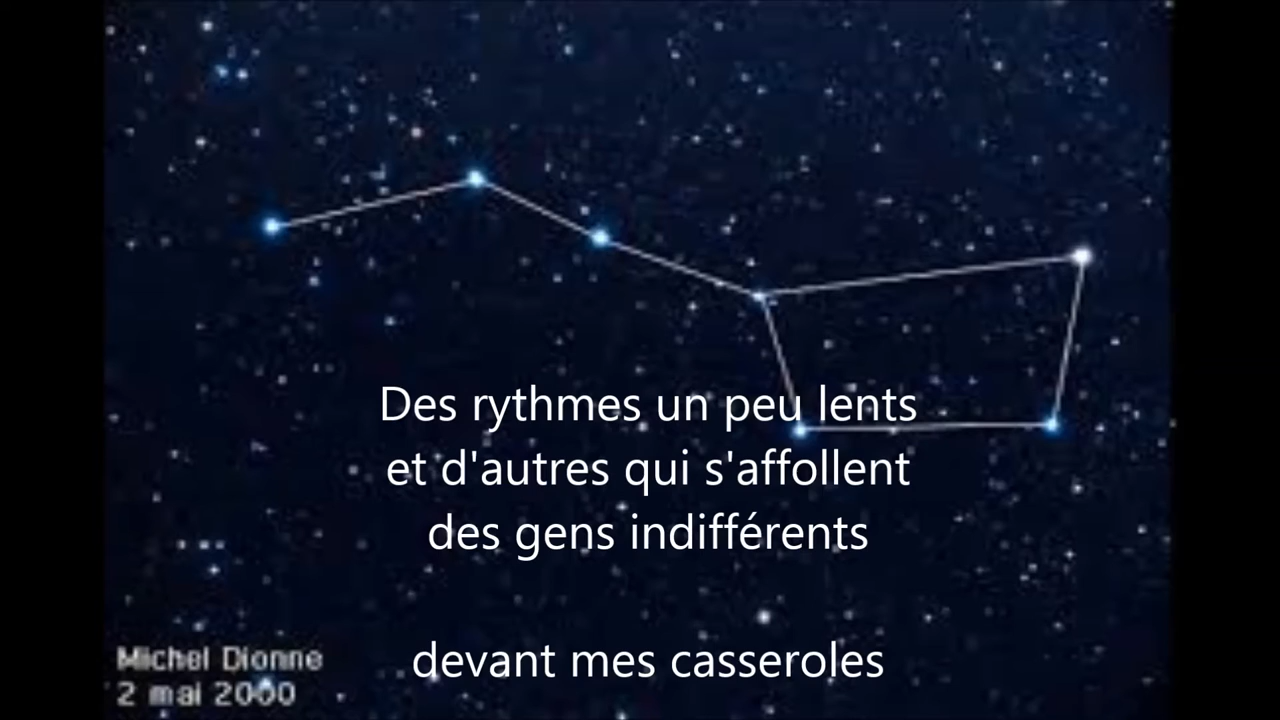 Des rythmes un peu lents
et d'autres qui s'affollent
des gens indifférents
devant mes casseroles
Michel Dionne
2 mai 2000